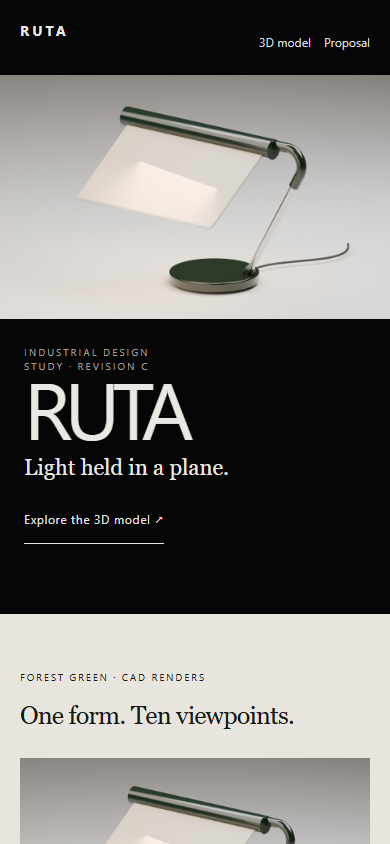 RUTA
3D model Proposal
INDUSTRIAL DESIGN
STUDY · REVISION C
RUTA
Light held in a plane.
Explore the 3D model ↗
FOREST GREEN · CAD RENDERS
One form. Ten viewpoints.